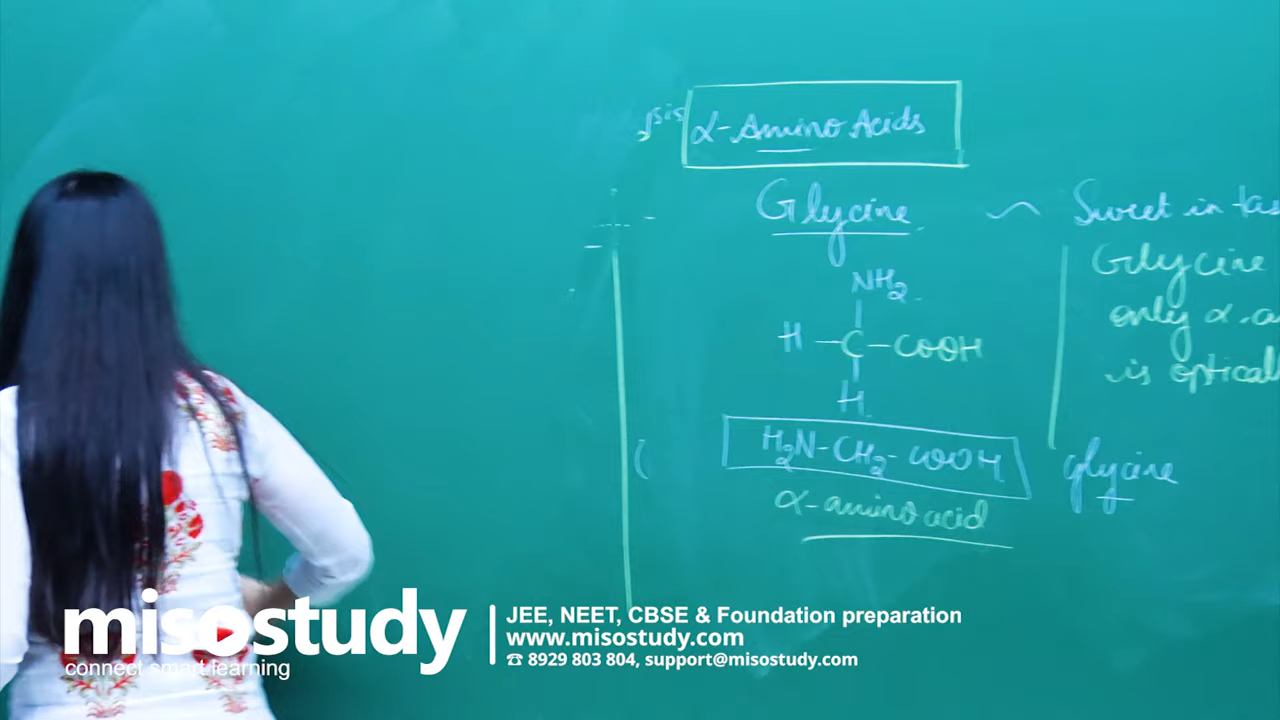 α-Amino Acids
Glycine ~ Sweet in tas
NH₂
H – C – COOH
H
H₂N-CH₂-COOH glycine
α-amino acid
Glycine
only α-a
is optical
misostudy
connect smart learning
JEE, NEET, CBSE & Foundation preparation
www.misostudy.com
☎ 8929 803 804, support@misostudy.com